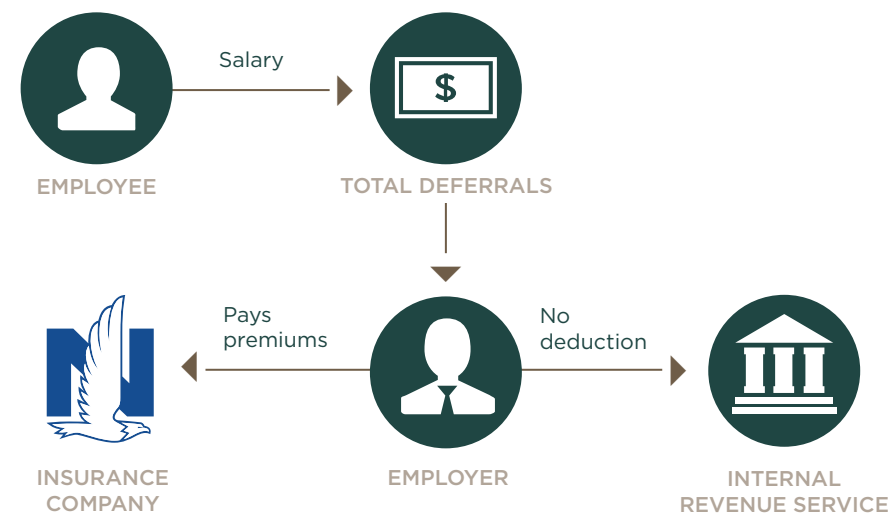 Salary
$
EMPLOYEE
TOTAL DEFERRALS
Pays
premiums
No
deduction
N
INSURANCE
COMPANY
EMPLOYER
INTERNAL
REVENUE SERVICE